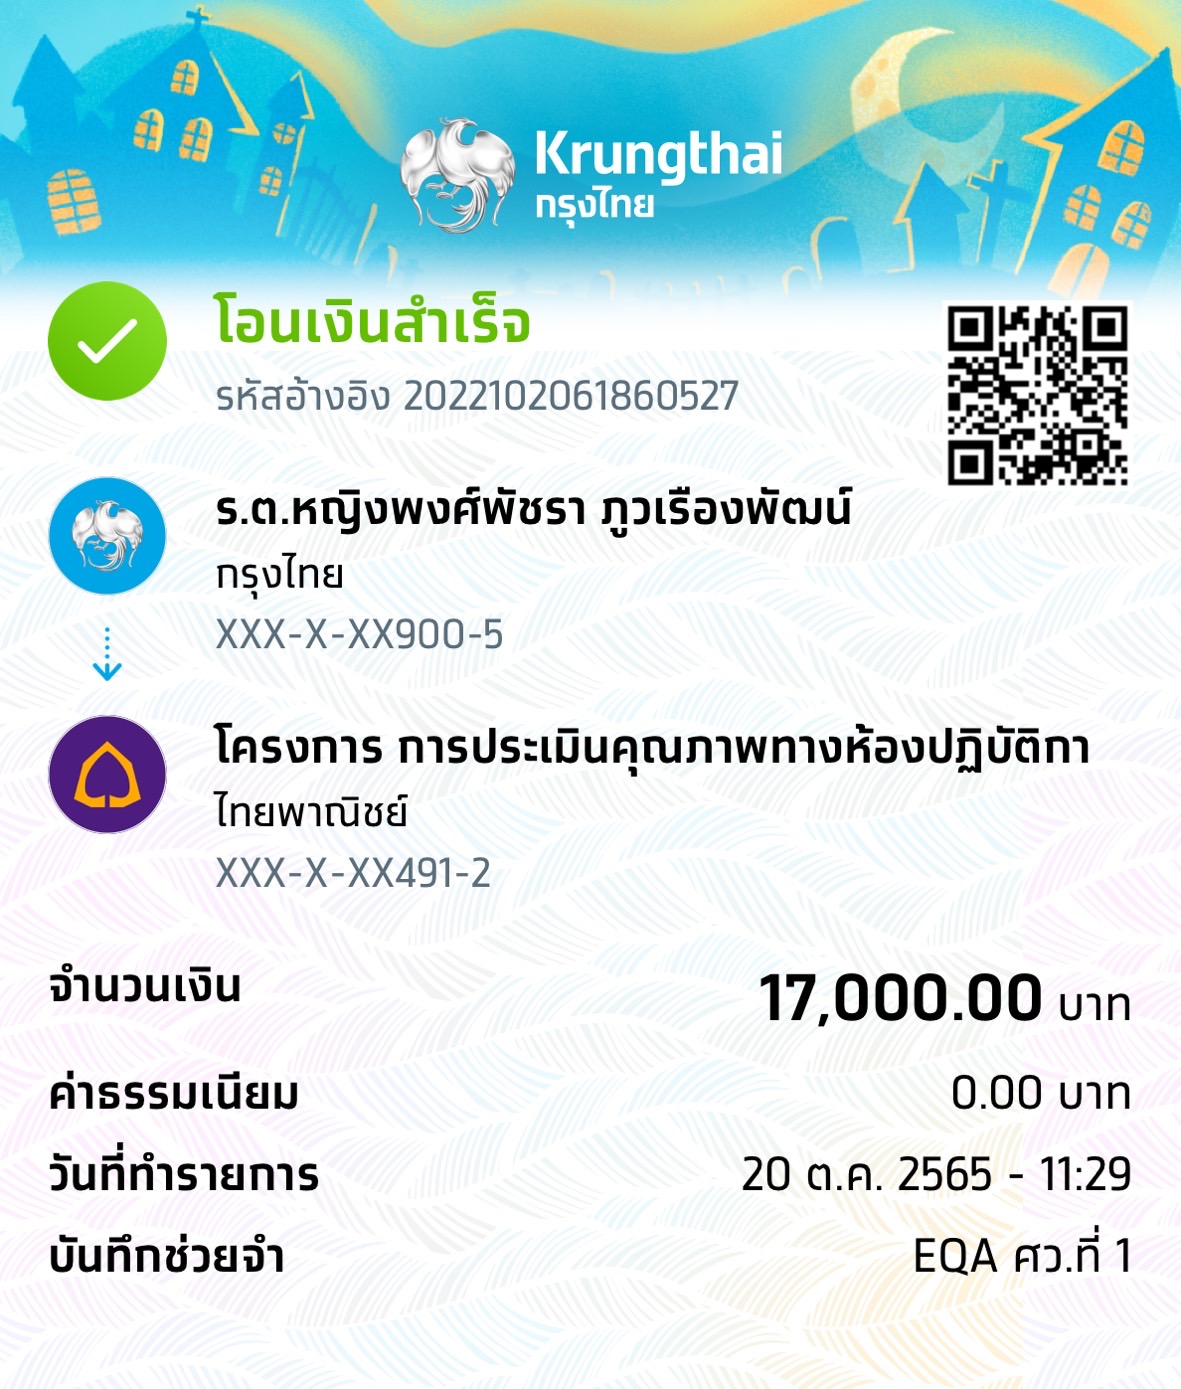 Krungthai
กรุงไทย
โอนเงินสำเร็จ
รหัสอ้างอิง 2022102061860527
ร.ต.หญิงพงศ์พัชรา ภูวเรืองพัฒน์
กรุงไทย
XXX-X-XX900-5
โครงการ การประเมินคุณภาพทางห้องปฏิบัติกา
ไทยพาณิชย์
XXX-X-XX491-2
จำนวนเงิน 17,000.00 บาท
ค่าธรรมเนียม 0.00 บาท
วันที่ทำรายการ 20 ต.ค. 2565 - 11:29
บันทึกช่วยจำ EQA ศว.ที่ 1